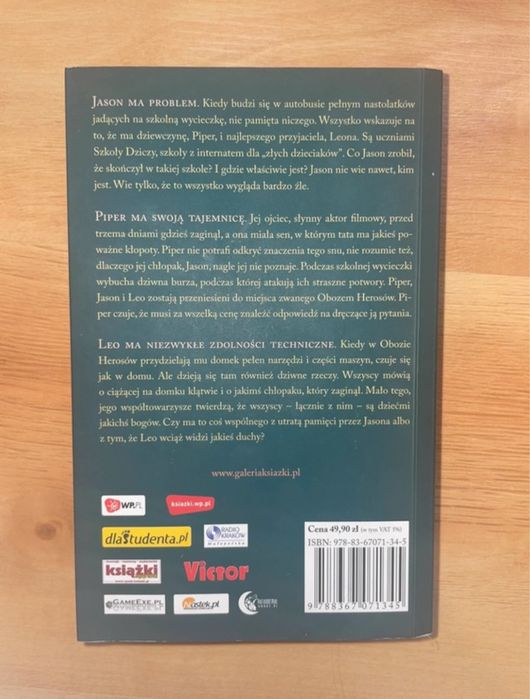 JASON MA PROBLEM. Kiedy budzi się w autobusie pełnym nastolatków
jadących na szkolną wycieczkę, nie pamięta niczego. Wszystko wskazuje na
to, że ma dziewczynę, Piper, i najlepszego przyjaciela, Leona. Są uczniami
Szkoły Dziczy, szkoły z internatem dla „złych dzieciaków”. Co Jason zrobił,
że skończył w takiej szkole? I gdzie właściwie jest? Jason nie wie nawet, kim
jest. Wie tylko, że to wszystko wygląda bardzo źle.
PIPER MA SWOJĄ TAJEMNICĘ. Jej ojciec, słynny aktor filmowy, przed
trzema dniami gdzieś zaginął, a ona miała sen, w którym tata ma jakieś po-
ważne kłopoty. Piper nie potrafi odkryć znaczenia tego snu, nie rozumie też,
dlaczego jej chłopak, Jason, nagle jej nie poznaje. Podczas szkolnej wycieczki
wybucha dziwna burza, podczas której atakują ich straszne potwory. Piper,
Jason i Leo zostają przeniesieni do miejsca zwanego Obozem Herosów. Pi-
per czuje, że musi za wszelką cenę znaleźć odpowiedź na dręczące ją pytania.
LEO MA NIEZWYKŁE ZDOLNOŚCI TECHNICZNE. Kiedy w Obozie
Herosów przydzielają mu domek pełen narzędzi i części maszyn, czuje się
jak w domu. Ale dzieją się tam również dziwne rzeczy. Wszyscy mówią
o ciążącej na domku klątwie i o jakimś chłopaku, który zaginął. Mało tego,
jego współtowarzysze twierdzą, że wszyscy – łącznie z nim – są dziećmi
jakichś bogów. Czy ma to coś wspólnego z utratą pamięci przez Jasona albo
z tym, że Leo wciąż widzi jakieś duchy?
www.galeriaksiazki.pl
WP.PL
ksiazki.wp.pl
dlaStudenta.pl
RADIO
KRAKÓW
Małopolska
książki
Victor
GAMEEXE.PL
Nastek.pl
Cena 49,90 zł (w tym VAT 5%)
ISBN: 978-83-67071-34-5
9 788367 071345